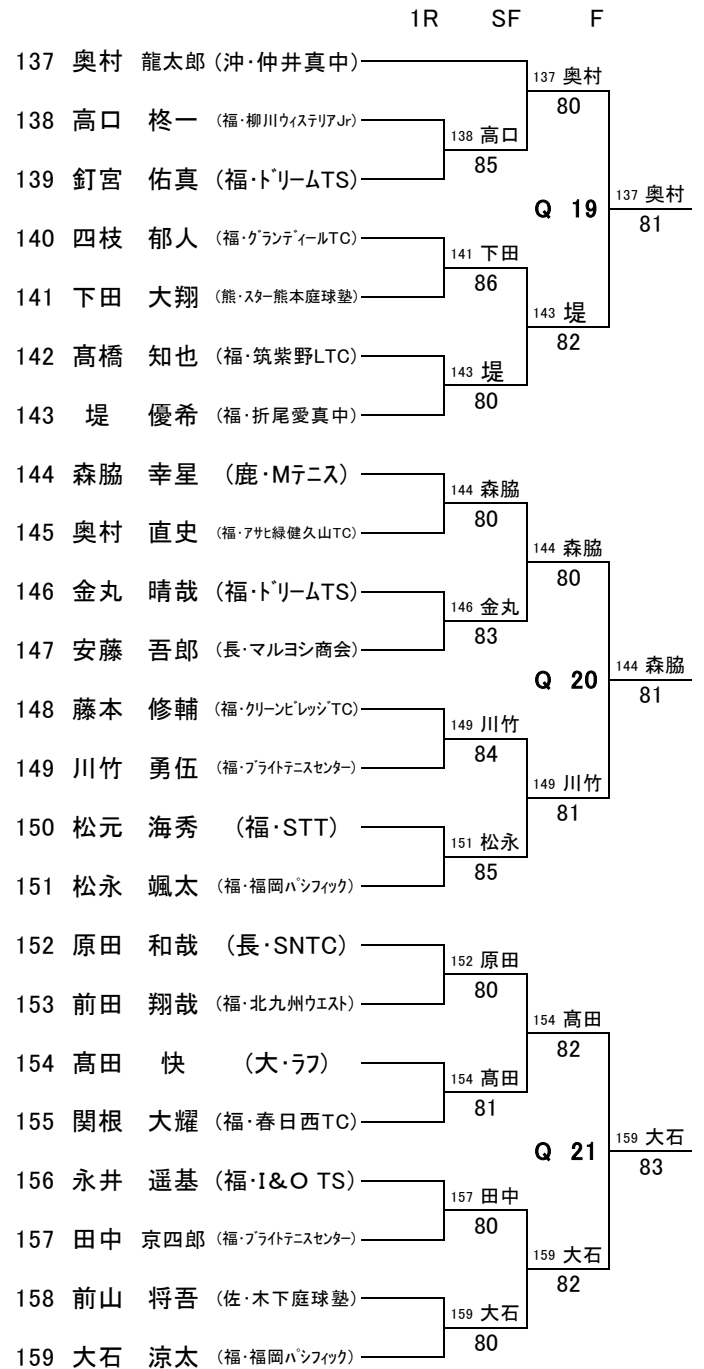 1R SF F
137 奥村 龍太郎 (沖・仲井真中)
137 奥村
80
138 高口 柊一 (福・柳川ウィステリアJr)
138 高口
85
139 釘宮 佑真 (福・ドリームTS)
Q 19
137 奥村
81
140 四枝 郁人 (福・グランディールTC)
141 下田
86
141 下田 大翔 (熊・スター熊本庭球塾)
143 堤
82
142 髙橋 知也 (福・筑紫野LTC)
143 堤
80
143 堤 優希 (福・折尾愛真中)
144 森脇 幸星 (鹿・Mテニス)
144 森脇
80
145 奥村 直史 (福・アサヒ緑健久山TC)
144 森脇
80
146 金丸 晴哉 (福・ドリームTS)
146 金丸
83
147 安藤 吾郎 (長・マルヨシ商会)
Q 20
144 森脇
81
148 藤本 修輔 (福・クリーンビレッジTC)
149 川竹
84
149 川竹 勇伍 (福・ブライトテニスセンター)
149 川竹
81
150 松元 海秀 (福・STT)
151 松永
85
151 松永 颯太 (福・福岡パシフィック)
152 原田 和哉 (長・SNTC)
152 原田
80
153 前田 翔哉 (福・北九州ウエスト)
154 髙田
82
154 髙田 快 (大・ラフ)
154 髙田
81
155 関根 大耀 (福・春日西TC)
Q 21
159 大石
83
156 永井 遥基 (福・I&O TS)
157 田中
80
157 田中 京四郎 (福・ブライトテニスセンター)
159 大石
82
158 前山 将吾 (佐・木下庭球塾)
159 大石
80
159 大石 涼太 (福・福岡パシフィック)